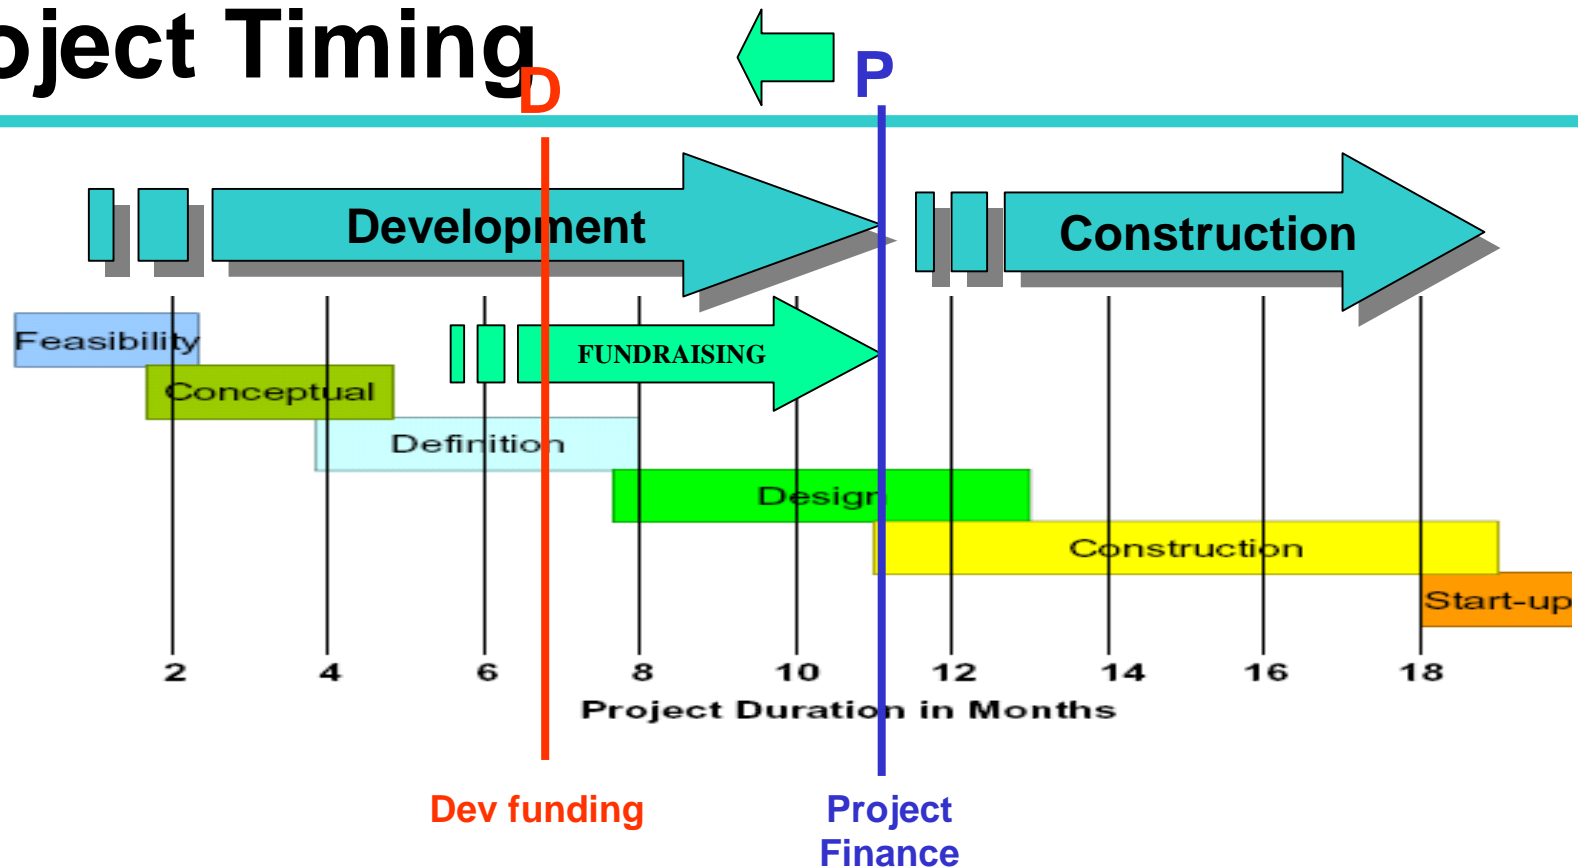 oject Timing
D
P
Development
Construction
Feasibility
FUNDRAISING
Conceptual
Definition
Design
Construction
Start-up
2 4 6 8 10 12 14 16 18
Project Duration in Months
Dev funding
Project
Finance